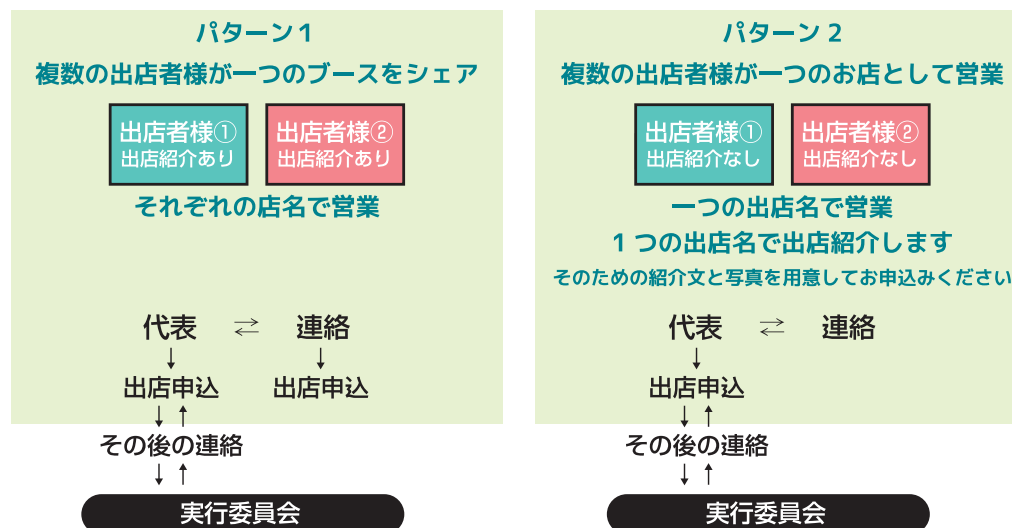 パターン1
複数の出店者様が一つのブースをシェア
出店者様①
出店紹介あり
出店者様②
出店紹介あり
それぞれの店名で営業
代表 ⇄ 連絡
↓ ↓
出店申込 出店申込
↓↑
その後の連絡
↓↑
実行委員会
パターン2
複数の出店者様が一つのお店として営業
出店者様①
出店紹介なし
出店者様②
出店紹介なし
一つの出店名で営業
1つの出店名で出店紹介します
そのための紹介文と写真を用意してお申込みください
代表 ⇄ 連絡
↓
出店申込
↓↑
その後の連絡
↓↑
実行委員会